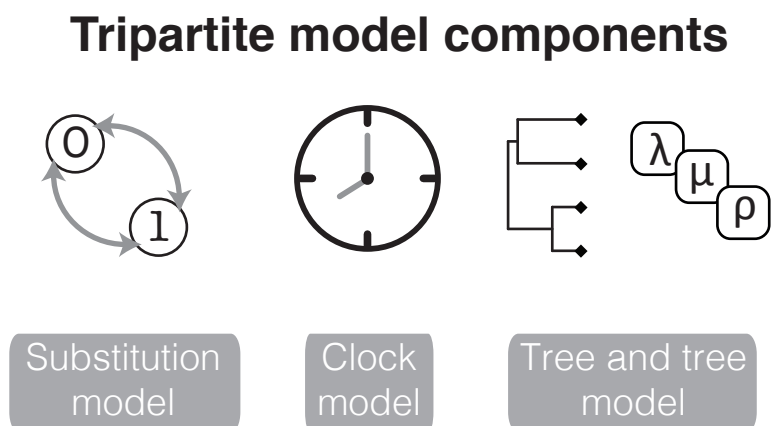 Tripartite model components
0
1
λ
μ
ρ
Substitution
model
Clock
model
Tree and tree
model